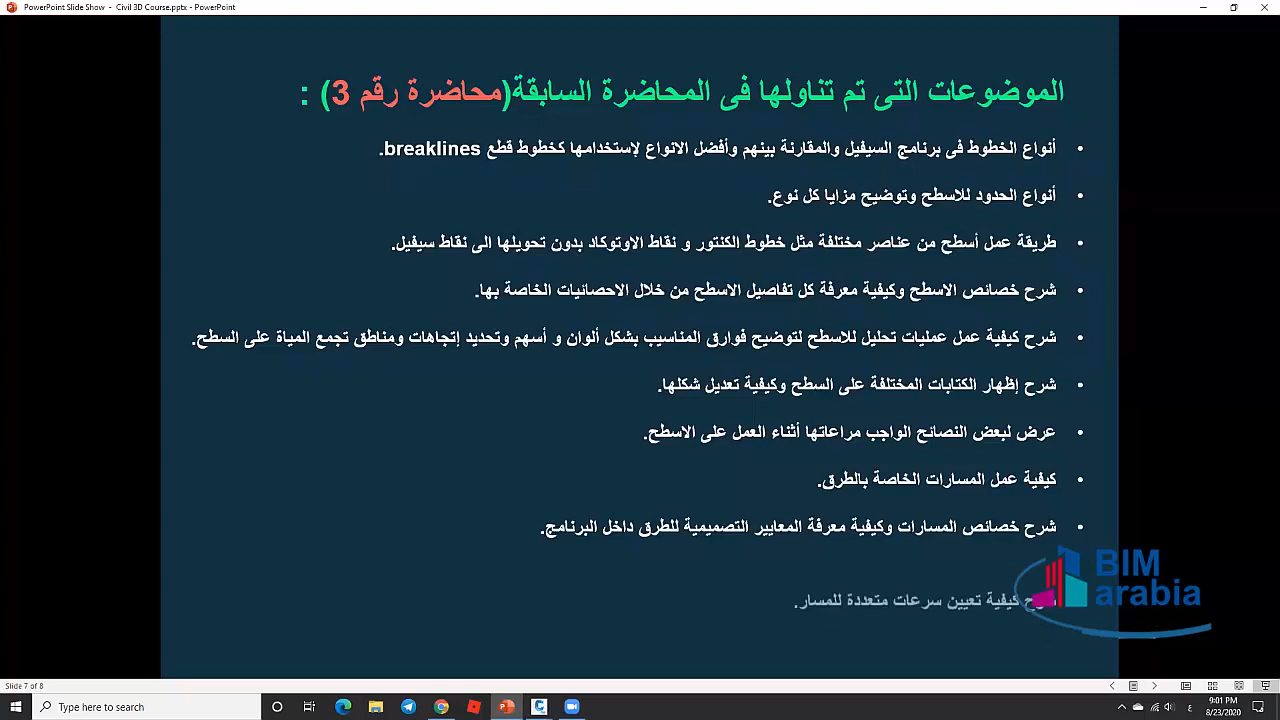 PowerPoint Slide Show - Civil 3D Course.pptx - PowerPoint
الموضوعات التى تم تناولها فى المحاضرة السابقة(محاضرة رقم 3) :
• أنواع الخطوط فى برنامج السيفيل والمقارنة بينهم وأفضل الانواع لإستخدامها كخطوط قطع breaklines.
• أنواع الحدود للاسطح وتوضيح مزايا كل نوع.
• طريقة عمل أسطح من عناصر مختلفة مثل خطوط الكنتور و نقاط الاوتوكاد بدون تحويلها الى نقاط سيفيل.
• شرح خصائص الاسطح وكيفية معرفة كل تفاصيل الاسطح من خلال الاحصائيات الخاصة بها.
• شرح كيفية عمل عمليات تحليل للاسطح لتوضيح فوارق المناسيب بشكل ألوان و أسهم وتحديد إتجاهات ومناطق تجمع المياة على السطح.
• شرح إظهار الكتابات المختلفة على السطح وكيفية تعديل شكلها.
• عرض لبعض النصائح الواجب مراعاتها أثناء العمل على الاسطح.
• كيفية عمل المسارات الخاصة بالطرق.
• شرح خصائص المسارات وكيفية معرفة المعايير التصميمية للطرق داخل البرنامج.
شرح كيفية تعيين سرعات متعددة للمسار.
BIM
arabia
Slide 7 of 8
Type here to search
9:01 PM
8/23/2020
ع